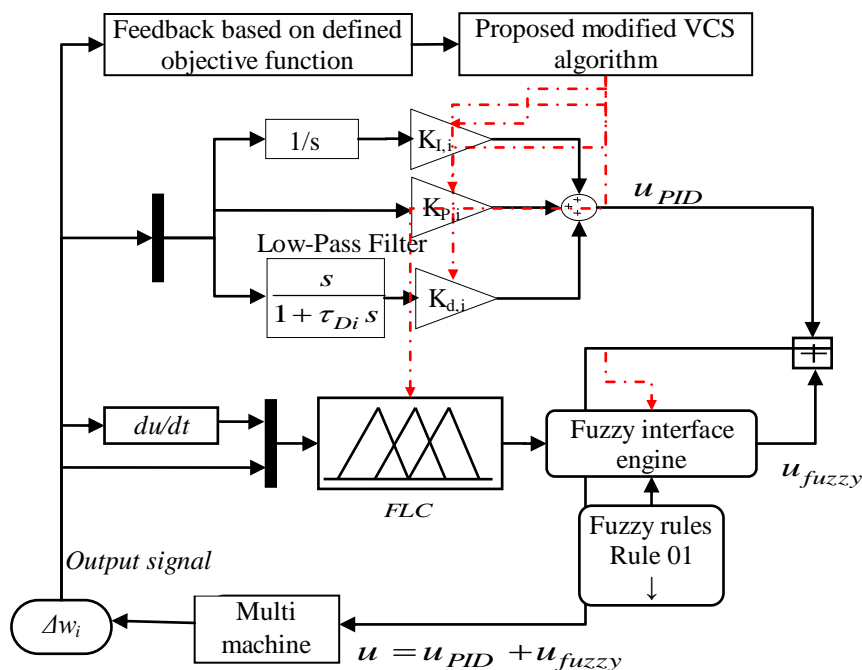 Feedback based on defined
objective function
Proposed modified VCS
algorithm
1/s
K_{I,i}
K_{P,i}
u_{PID}
+
+
+
Low-Pass Filter
s
1 + τ_{Di} s
K_{d,i}
+
du/dt
FLC
Fuzzy interface
engine
u_{fuzzy}
Fuzzy rules
Rule 01
↓
Output signal
Δw_i
Multi
machine
u = u_{PID} + u_{fuzzy}